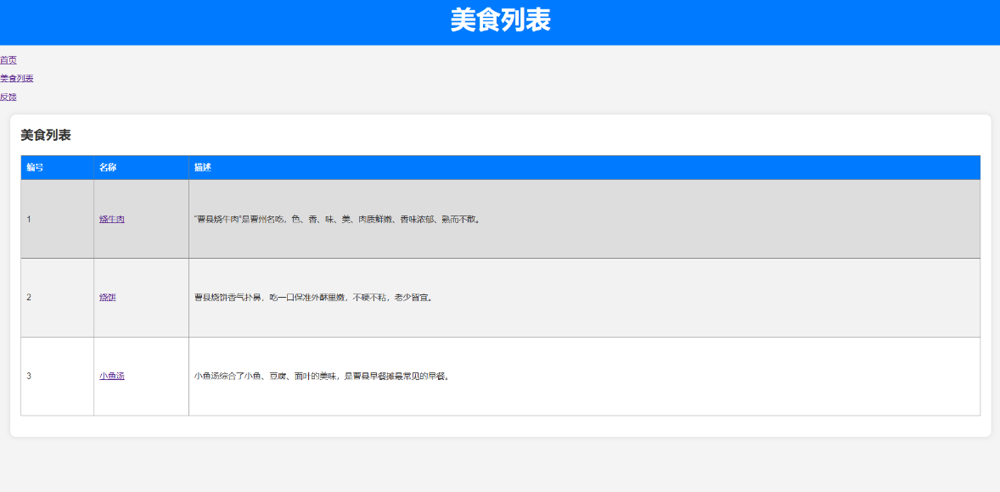 美食列表
首页
美食列表
反馈
美食列表
编号 名称 描述
1 烧牛肉 "曹县烧牛肉"是曹州名吃，色、香、味、美、肉质鲜嫩、香味浓郁、熟而不散。
2 烧饼 曹县烧饼香气扑鼻，吃一口保准外酥里嫩，不硬不粘，老少皆宜。
3 小鱼汤 小鱼汤综合了小鱼、豆腐、面叶的美味，是曹县早餐摊最常见的早餐。